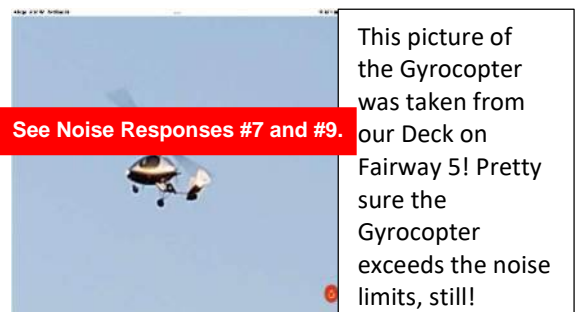 See Noise Responses #7 and #9.
This picture of
the Gyrocopter
was taken from
our Deck on
Fairway 5! Pretty
sure the
Gyrocopter
exceeds the noise
limits, still!